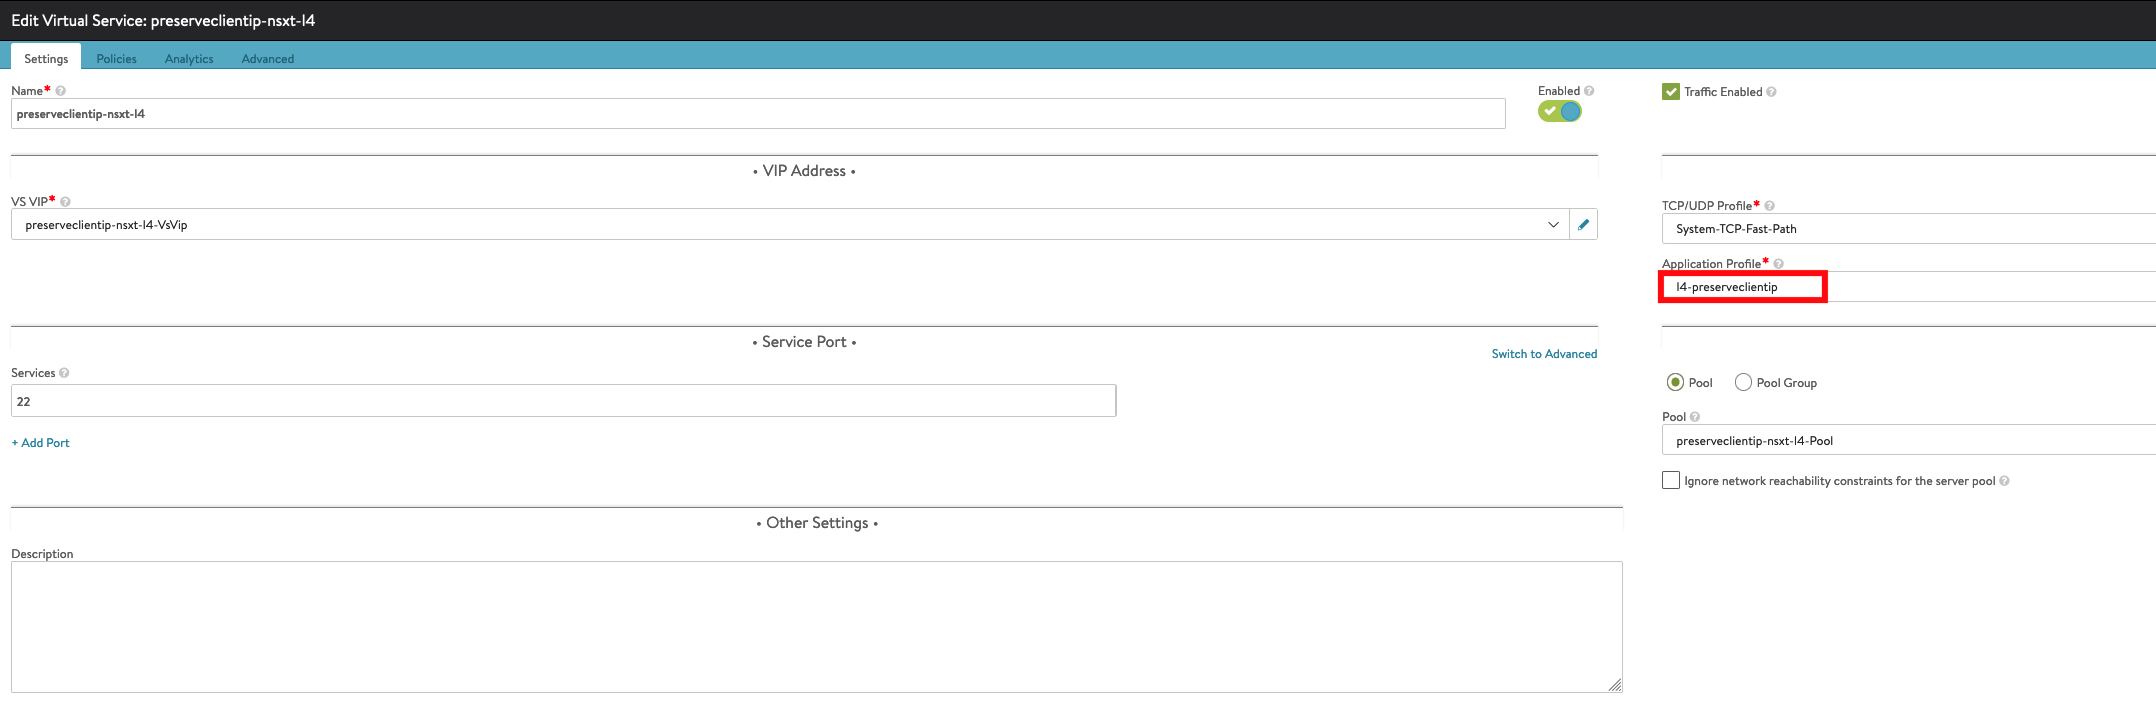 Edit Virtual Service: preserveclientip-nsxt-l4
Settings Policies Analytics Advanced
Name* ?
preserveclientip-nsxt-l4
Enabled ?
Traffic Enabled ?
• VIP Address •
VS VIP* ?
preserveclientip-nsxt-l4-VsVip
TCP/UDP Profile* ?
System-TCP-Fast-Path
Application Profile* ?
l4-preserveclientip
• Service Port •
Switch to Advanced
Services ?
22
+ Add Port
Pool Pool Group
Pool ?
preserveclientip-nsxt-l4-Pool
Ignore network reachability constraints for the server pool ?
• Other Settings •
Description